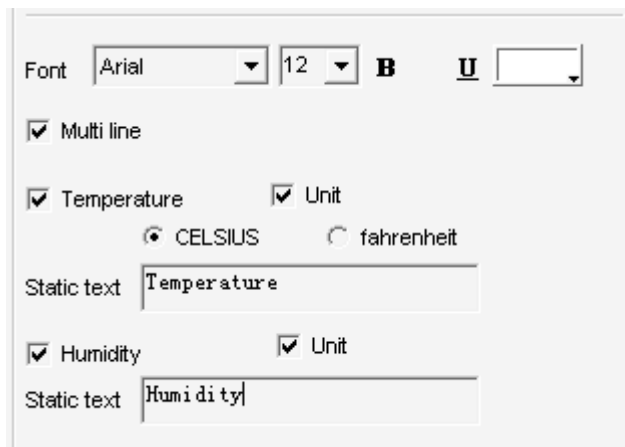 Font Arial 12 B U
Multi line
Temperature Unit
CELSIUS fahrenheit
Static text Temperature
Humidity Unit
Static text Humidity